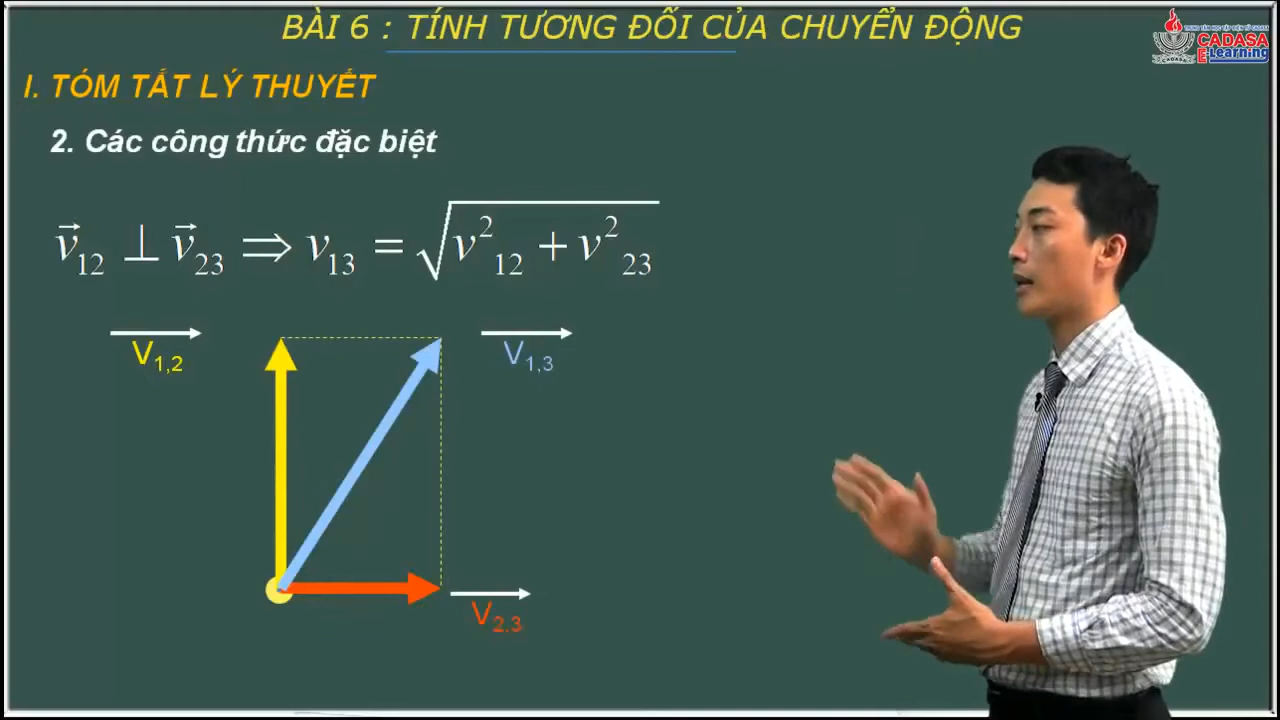 BÀI 6 : TÍNH TƯƠNG ĐỐI CỦA CHUYỂN ĐỘNG
CADASA
E-Learning
I. TÓM TẮT LÝ THUYẾT
2. Các công thức đặc biệt
v⃗₁₂ ⊥ v⃗₂₃ ⇒ v₁₃ = √(v²₁₂ + v²₂₃)
V₁,₂
V₁,₃
V₂.₃